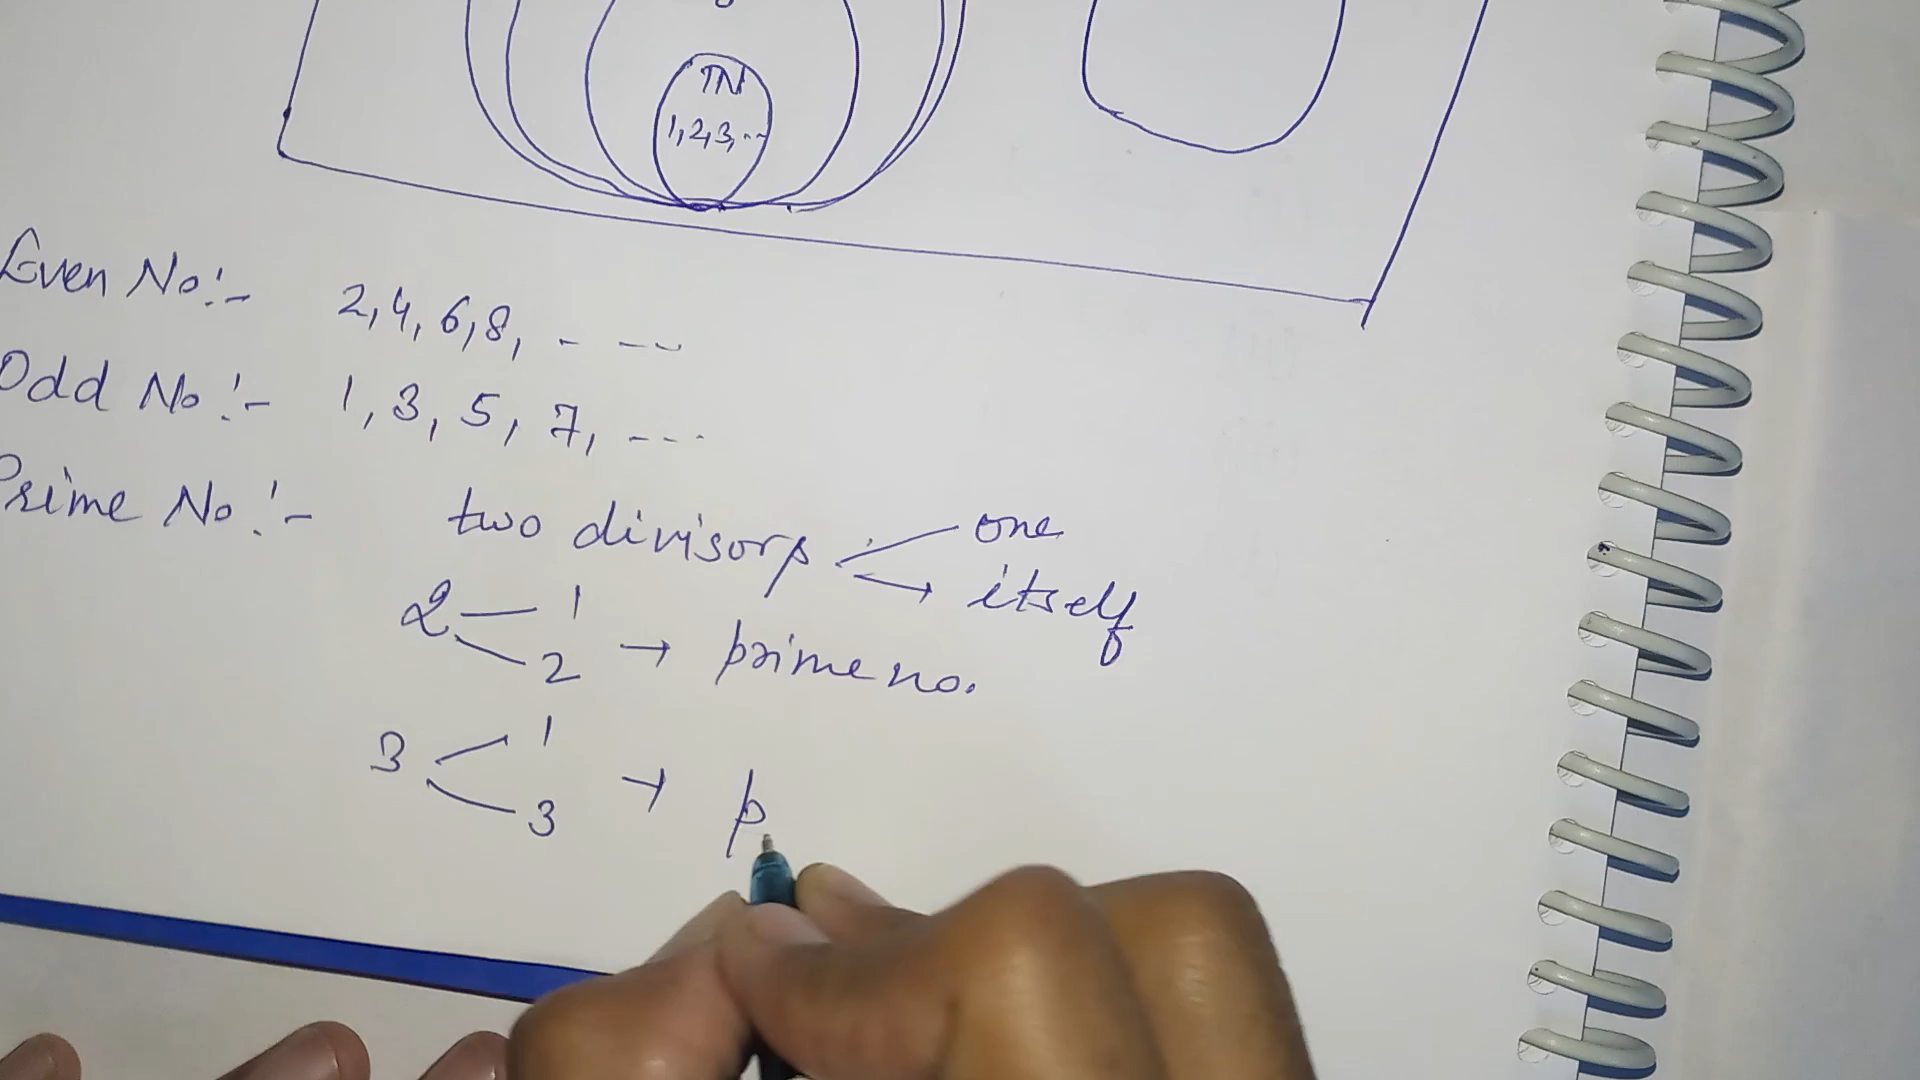 IN
1,2,3,...
Even No:- 2,4,6,8, - ---
Odd No:- 1, 3, 5, 7, ---
Prime No:- two divisors one
→ itself
2 1
2 → prime no.
3 1
3 → p